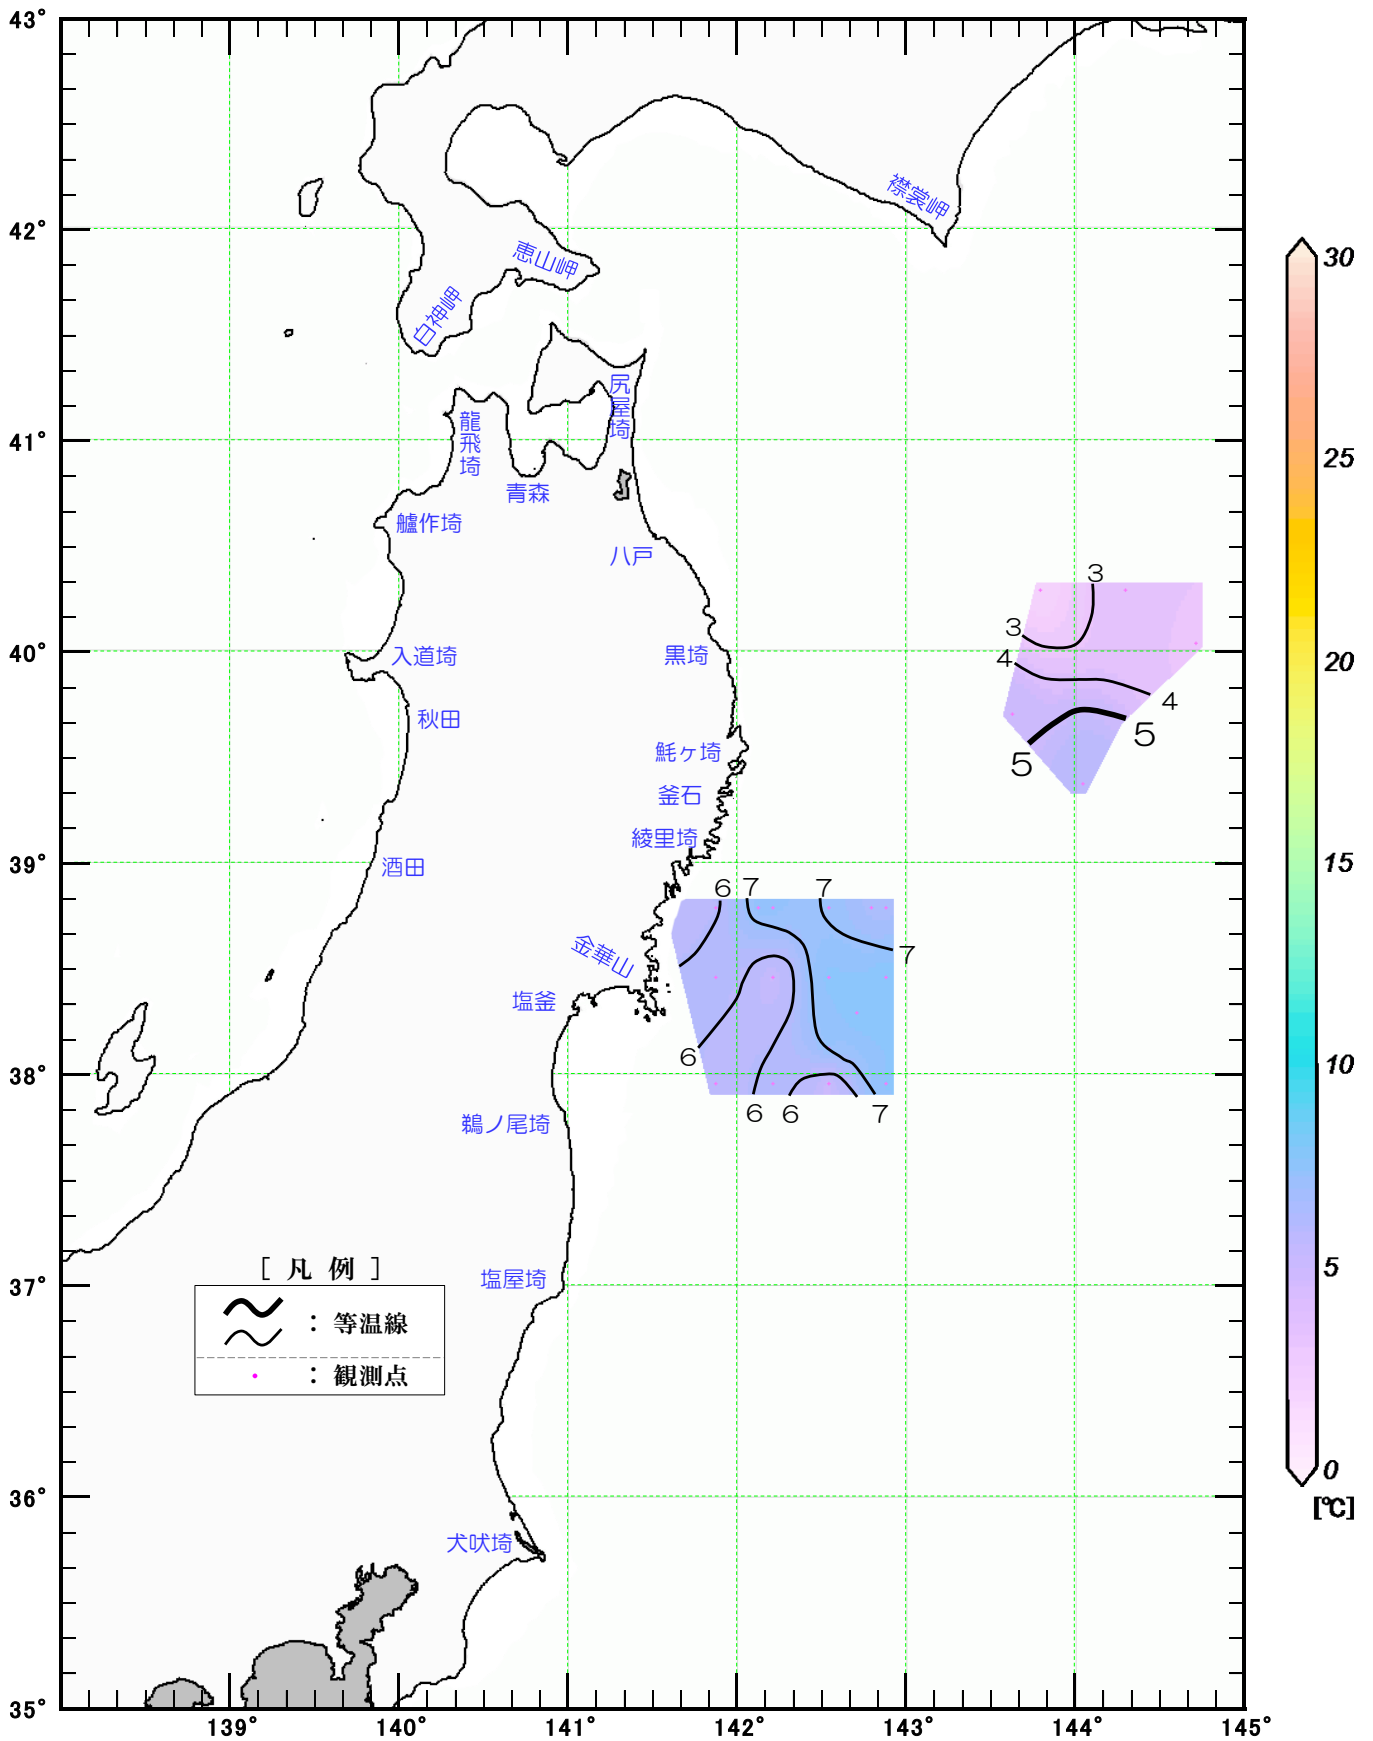 43°
42°
41°
40°
39°
38°
37°
36°
35°
139°
140°
141°
142°
143°
144°
145°
襟裳岬
恵山岬
白神岬
尻屋埼
龍飛埼
青森
艫作埼
八戸
入道埼
黒埼
秋田
魹ヶ埼
釜石
綾里埼
酒田
金華山
塩釜
鵜ノ尾埼
塩屋埼
犬吠埼
3
3
4
4
5
5
6
7
7
7
6
6
6
7
[ 凡 例 ]
: 等温線
: 観測点
30
25
20
15
10
5
0
[℃]